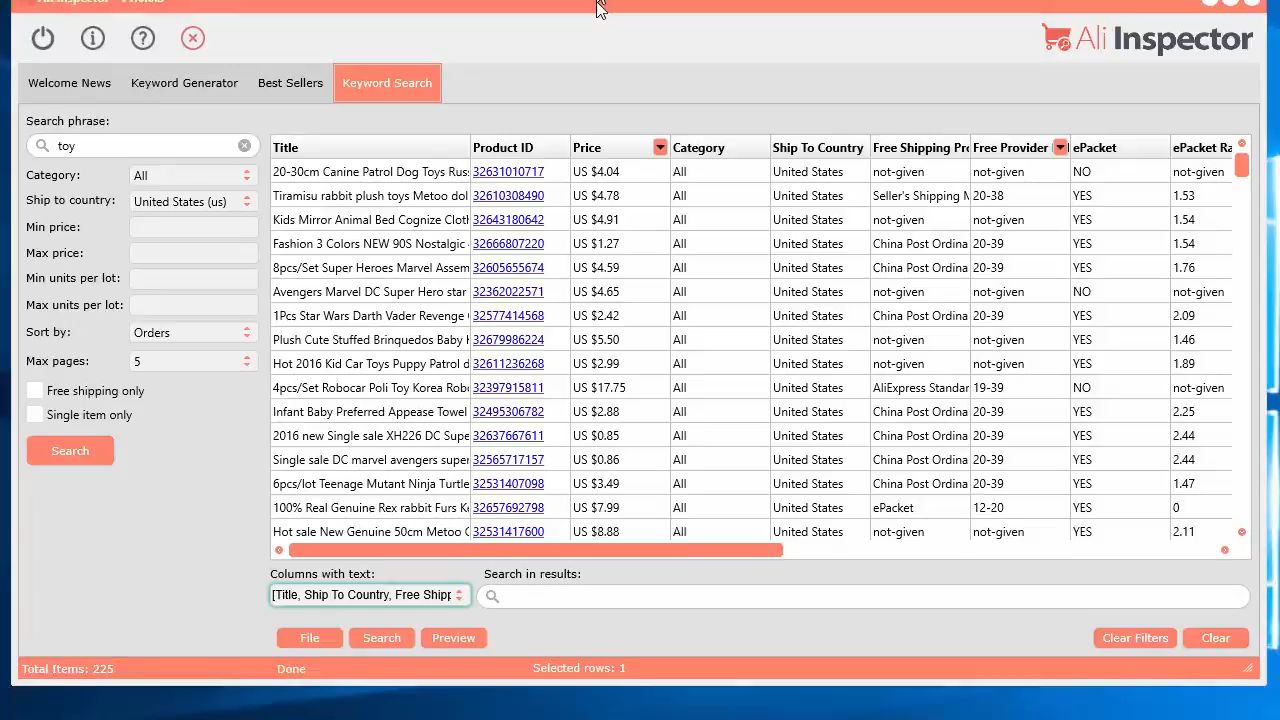 Ali Inspector
Welcome News Keyword Generator Best Sellers Keyword Search
Search phrase:
toy
Category: All
Ship to country: United States (us)
Min price:
Max price:
Min units per lot:
Max units per lot:
Sort by: Orders
Max pages: 5
Free shipping only
Single item only
Search
Title Product ID Price Category Ship To Country Free Shipping Pr Free Provider ePacket ePacket Ra
20-30cm Canine Patrol Dog Toys Rus 32631010717 US $4.04 All United States not-given not-given NO not-given
Tiramisu rabbit plush toys Metoo dol 32610308490 US $4.78 All United States Seller's Shipping M 20-38 YES 1.53
Kids Mirror Animal Bed Cognize Cloth 32643180642 US $4.91 All United States not-given not-given YES 1.54
Fashion 3 Colors NEW 90S Nostalgic 32666807220 US $1.27 All United States China Post Ordina 20-39 YES 1.54
8pcs/Set Super Heroes Marvel Assem 32605655674 US $4.59 All United States China Post Ordina 20-39 YES 1.76
Avengers Marvel DC Super Hero star 32362022571 US $4.65 All United States not-given not-given NO not-given
1Pcs Star Wars Darth Vader Revenge 32577414568 US $2.42 All United States China Post Ordina 20-39 YES 2.09
Plush Cute Stuffed Brinquedos Baby 32679986224 US $5.50 All United States not-given not-given YES 1.46
Hot 2016 Kid Car Toys Puppy Patrol d 32611236268 US $2.99 All United States not-given not-given YES 1.89
4pcs/Set Robocar Poli Toy Korea Rob 32397915811 US $17.75 All United States AliExpress Standar 19-39 NO not-given
Infant Baby Preferred Appease Towel 32495306782 US $2.88 All United States China Post Ordina 20-39 YES 2.25
2016 new Single sale XH226 DC Supe 32637667611 US $0.85 All United States China Post Ordina 20-39 YES 2.44
Single sale DC marvel avengers super 32565717157 US $0.86 All United States China Post Ordina 20-39 YES 2.44
6pcs/lot Teenage Mutant Ninja Turtle 32531407098 US $3.49 All United States China Post Ordina 20-39 YES 1.47
100% Real Genuine Rex rabbit Furs K 32657692798 US $7.99 All United States ePacket 12-20 YES 0
Hot sale New Genuine 50cm Metoo 32531417600 US $8.88 All United States not-given not-given YES 2.11
Columns with text: Search in results:
[Title, Ship To Country, Free Shipp
File Search Preview Clear Filters Clear
Total Items: 225 Done Selected rows: 1